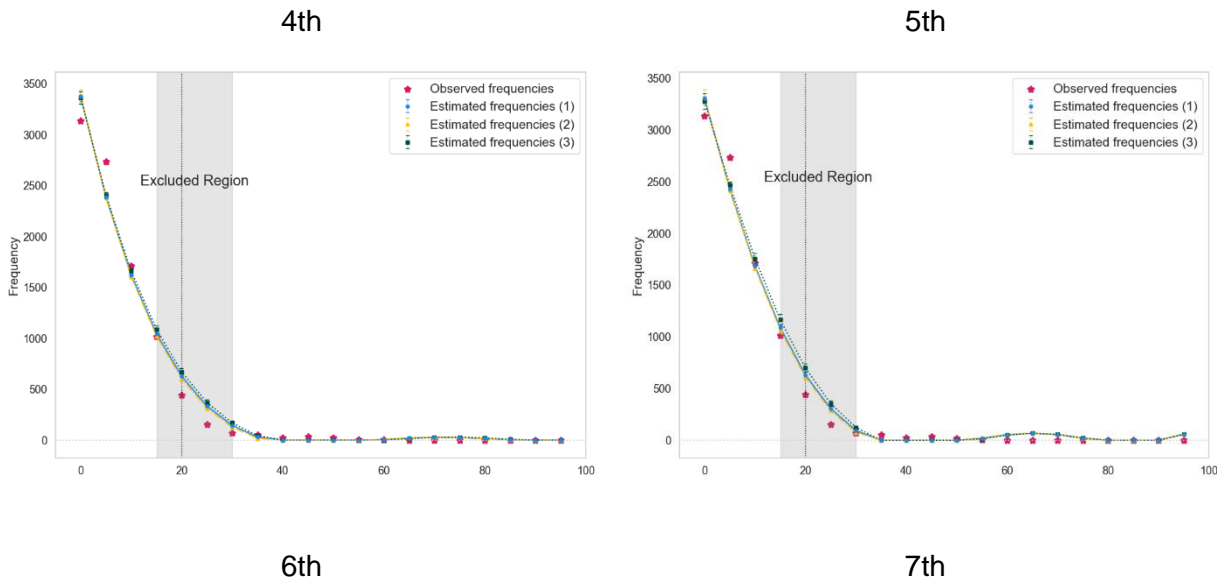 4th
5th
3500
3000
2500
2000
1500
1000
500
0
Frequency
0
20
40
60
80
100
Observed frequencies
Estimated frequencies (1)
Estimated frequencies (2)
Estimated frequencies (3)
Excluded Region
3500
3000
2500
2000
1500
1000
500
0
Frequency
0
20
40
60
80
100
Observed frequencies
Estimated frequencies (1)
Estimated frequencies (2)
Estimated frequencies (3)
Excluded Region
6th
7th